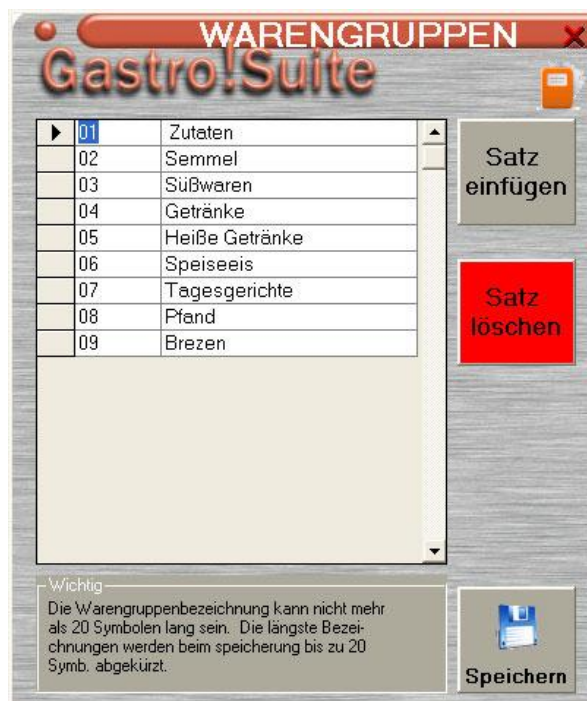 WARENGRUPPEN
Gastro!Suite
01 Zutaten
02 Semmel
03 Süßwaren
04 Getränke
05 Heiße Getränke
06 Speiseeis
07 Tagesgerichte
08 Pfand
09 Brezen
Satz
einfügen
Satz
löschen
Wichtig
Die Warengruppenbezeichnung kann nicht mehr
als 20 Symbolen lang sein. Die längste Bezei-
chnungen werden beim speicherung bis zu 20
Symb. abgekürzt.
Speichern